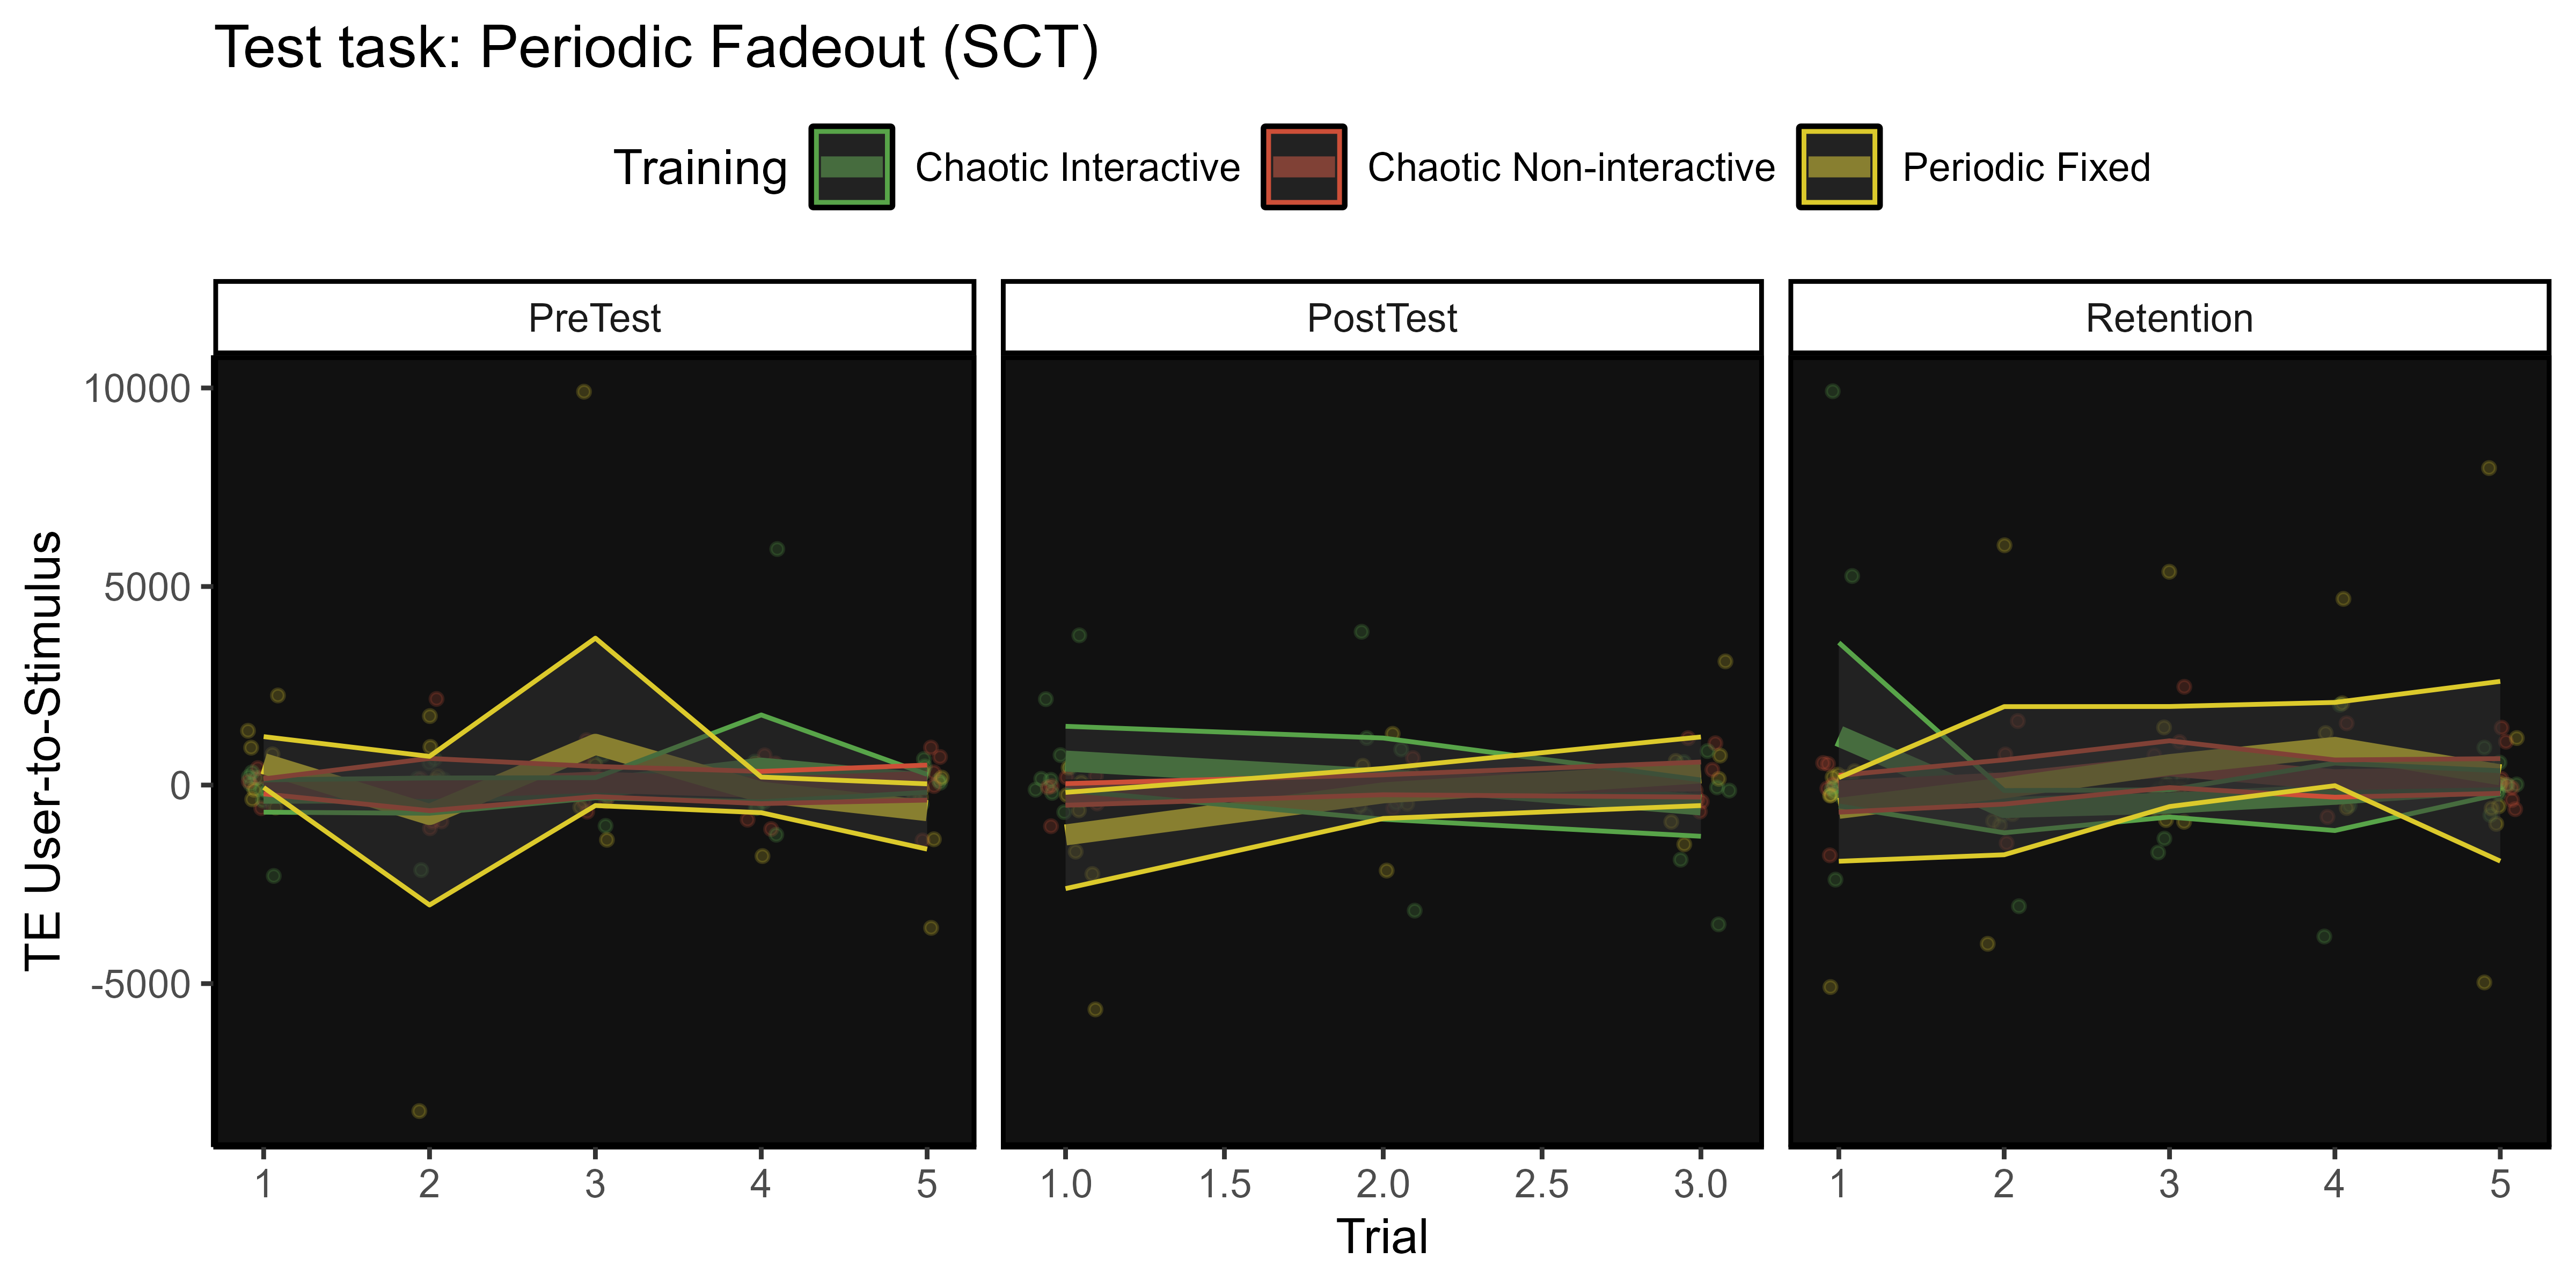 Test task: Periodic Fadeout (SCT)
Training Chaotic Interactive Chaotic Non-interactive Periodic Fixed
PreTest PostTest Retention
TE User-to-Stimulus
10000
5000
0
-5000
1 2 3 4 5 1.0 1.5 2.0 2.5 3.0 1 2 3 4 5
Trial